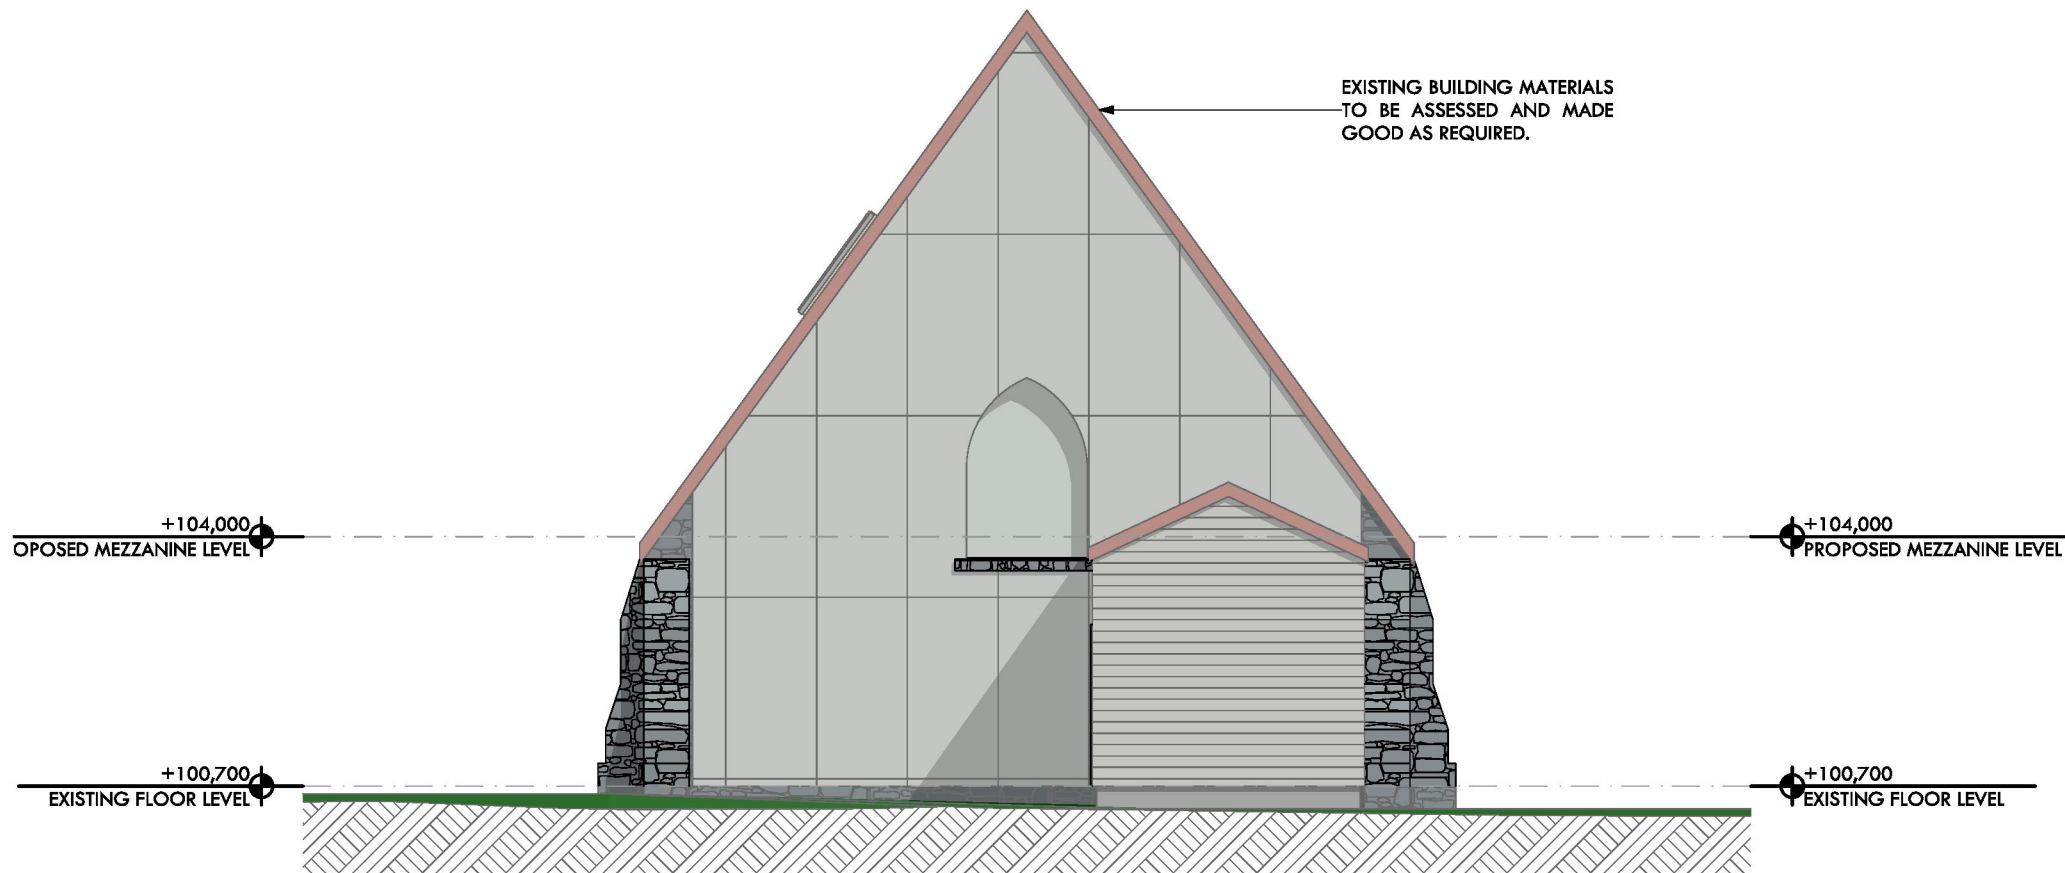 EXISTING BUILDING MATERIALS
TO BE ASSESSED AND MADE
GOOD AS REQUIRED.
+104,000
OPOSED MEZZANINE LEVEL
+104,000
PROPOSED MEZZANINE LEVEL
+100,700
EXISTING FLOOR LEVEL
+100,700
EXISTING FLOOR LEVEL